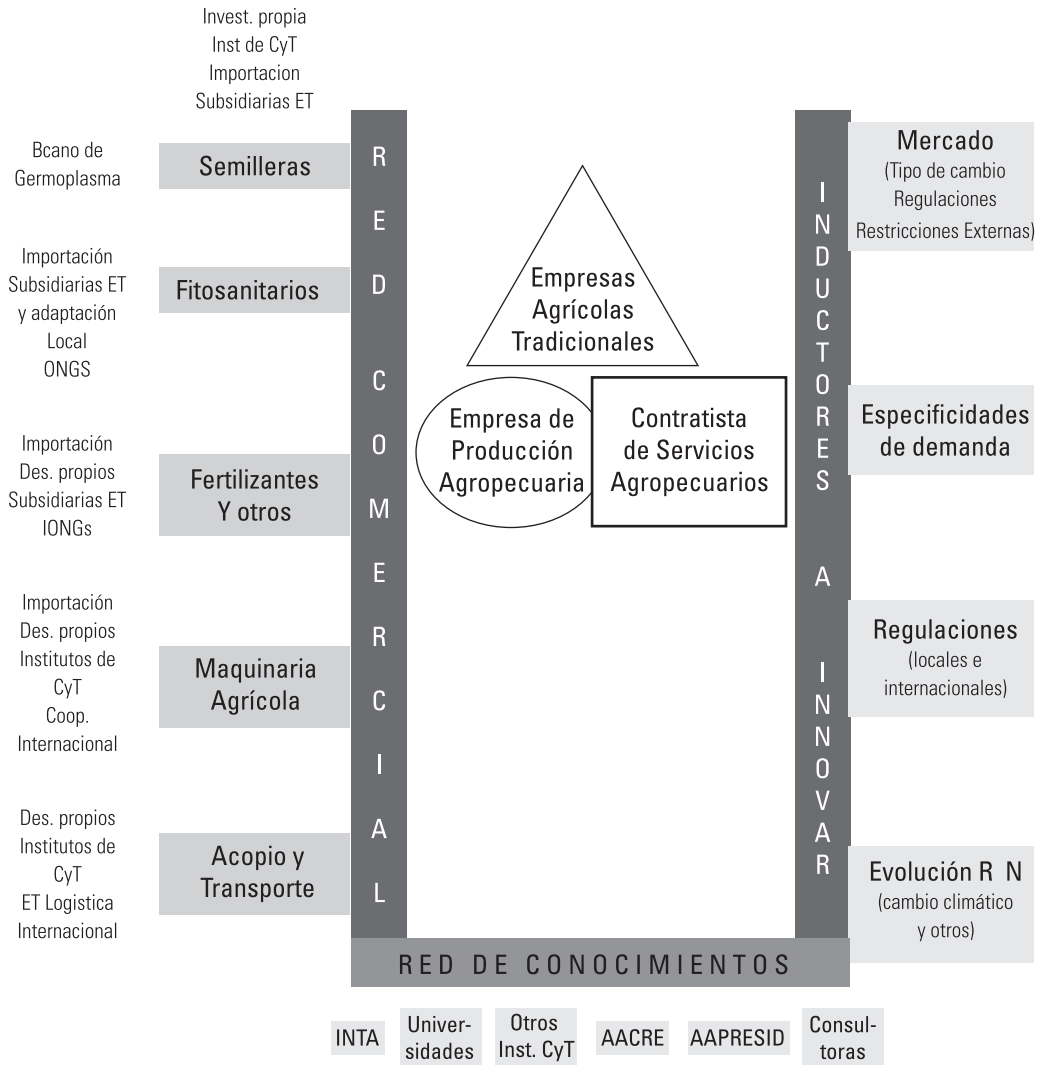 Invest. propia
Inst de CyT
Importacion
Subsidiarias ET
Bcano de
Germoplasma
Semilleras
Importación
Subsidiarias ET
y adaptación
Local
ONGS
Fitosanitarios
Importación
Des. propios
Subsidiarias ET
IONGs
Fertilizantes
Y otros
Importación
Des. propios
Institutos de
CyT
Coop.
Internacional
Maquinaria
Agrícola
Des. propios
Institutos de
CyT
ET Logistica
Internacional
Acopio y
Transporte
RED COMERCIAL
Empresas
Agrícolas
Tradicionales
Empresa de
Producción
Agropecuaria
Contratista
de Servicios
Agropecuarios
INDUCTORES A INNOVAR
Mercado
(Tipo de cambio
Regulaciones
Restricciones Externas)
Especificidades
de demanda
Regulaciones
(locales e
internacionales)
Evolución R N
(cambio climático
y otros)
RED DE CONOCIMIENTOS
INTA
Univer-
sidades
Otros
Inst. CyT
AACRE
AAPRESID
Consul-
toras